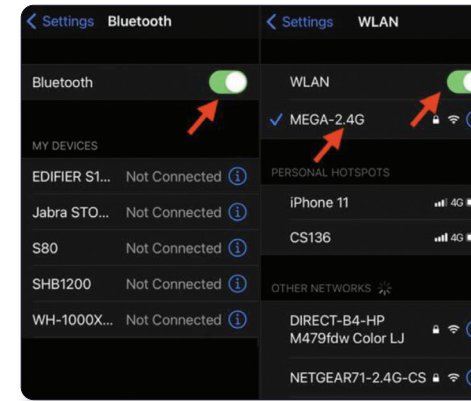 Settings Bluetooth
Bluetooth
MY DEVICES
EDIFIER S1... Not Connected
Jabra STO... Not Connected
S80 Not Connected
SHB1200 Not Connected
WH-1000X... Not Connected
Settings WLAN
WLAN
MEGA-2.4G
PERSONAL HOTSPOTS
iPhone 11 4G
CS136 4G
OTHER NETWORKS
DIRECT-B4-HP
M479fdw Color LJ
NETGEAR71-2.4G-CS